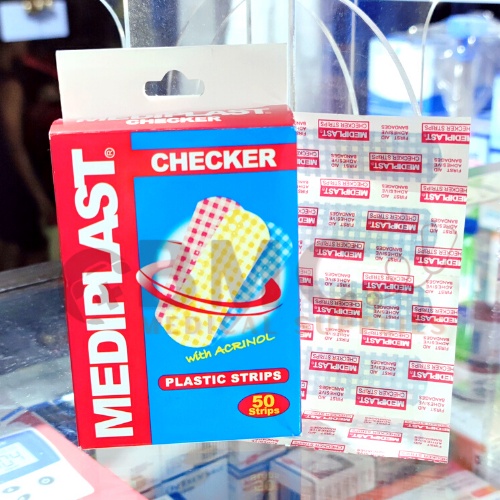 MEDIPLAST
CHECKER
MEDIPLAST®
CHECKER
with ACRINOL
PLASTIC STRIPS
50
Strips
FIRST AID
ADHESIVE
BANDAGES
MEDIPLAST
CHECKER STRIPS